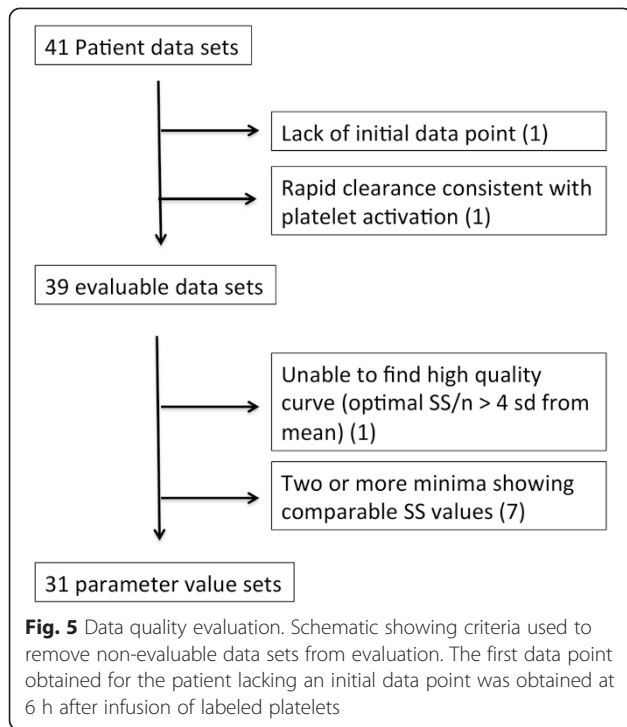 41 Patient data sets
Lack of initial data point (1)
Rapid clearance consistent with
platelet activation (1)
39 evaluable data sets
Unable to find high quality
curve (optimal SS/n > 4 sd from
mean) (1)
Two or more minima showing
comparable SS values (7)
31 parameter value sets
Fig. 5 Data quality evaluation. Schematic showing criteria used to
remove non-evaluable data sets from evaluation. The first data point
obtained for the patient lacking an initial data point was obtained at
6 h after infusion of labeled platelets